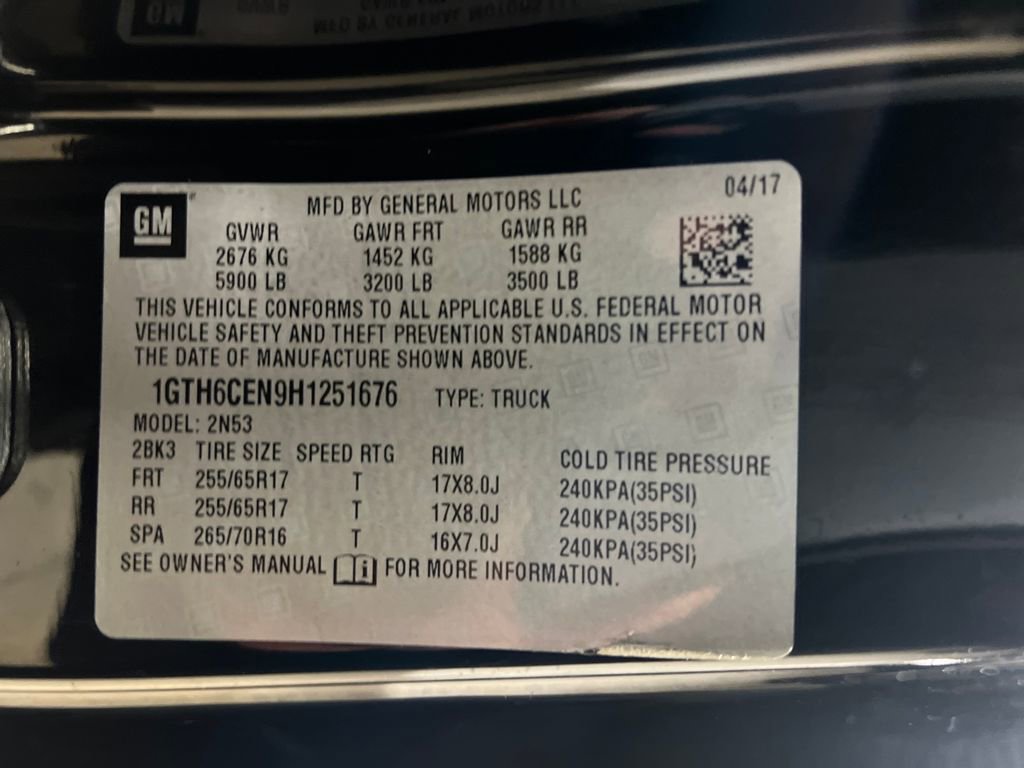 GM
MFD BY GENERAL MOTORS LLC
04/17
GVWR GAWR FRT GAWR RR
2676 KG 1452 KG 1588 KG
5900 LB 3200 LB 3500 LB
THIS VEHICLE CONFORMS TO ALL APPLICABLE U.S. FEDERAL MOTOR
VEHICLE SAFETY AND THEFT PREVENTION STANDARDS IN EFFECT ON
THE DATE OF MANUFACTURE SHOWN ABOVE.
1GTH6CEN9H1251676 TYPE: TRUCK
MODEL: 2N53
2BK3 TIRE SIZE SPEED RTG RIM COLD TIRE PRESSURE
FRT 255/65R17 T 17X8.0J 240KPA(35PSI)
RR 255/65R17 T 17X8.0J 240KPA(35PSI)
SPA 265/70R16 T 16X7.0J 240KPA(35PSI)
SEE OWNER'S MANUAL i FOR MORE INFORMATION.